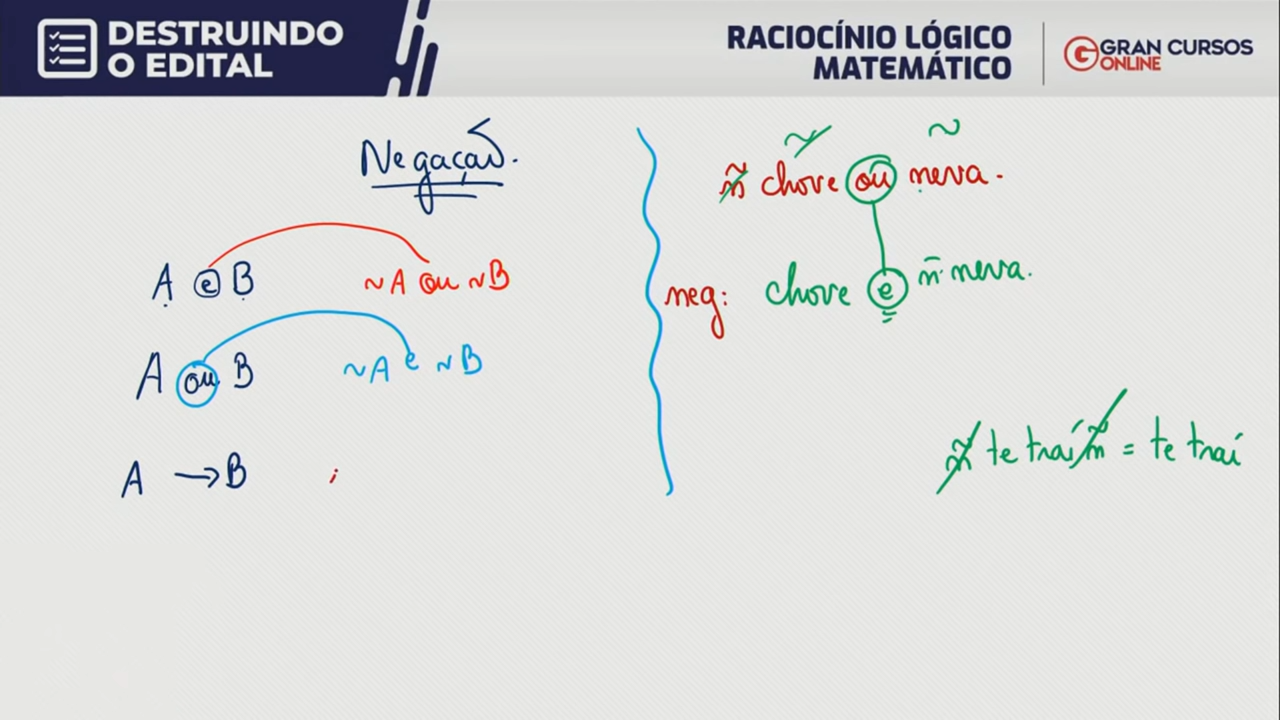 DESTRUINDO
O EDITAL
RACIOCÍNIO LÓGICO
MATEMÁTICO
GRAN CURSOS
ONLINE
Negação.
A e B ~A ou ~B
A ou B ~A e ~B
A → B
~ ~
ñ chove ou neva.
neg: chove e ñ neva.
ñ te traí ñ = te traí